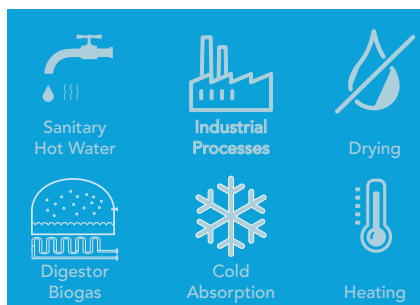 Sanitary
Hot Water
Industrial
Processes
Drying
Digestor
Biogas
Cold
Absorption
Heating